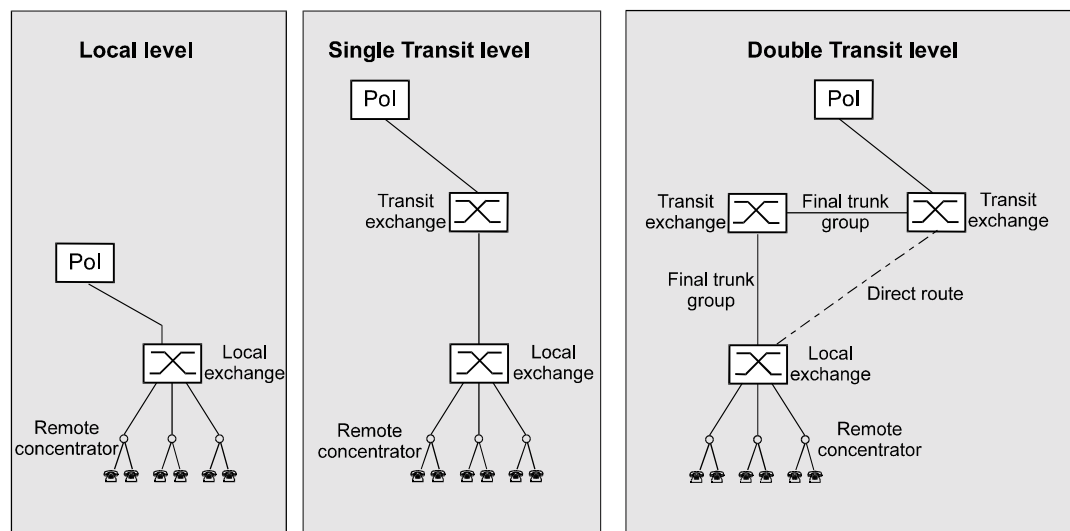 Local level
PoI
Local
exchange
Remote
concentrator
Single Transit level
PoI
Transit
exchange
Local
exchange
Remote
concentrator
Double Transit level
PoI
Transit
exchange
Final trunk
group
Transit
exchange
Final trunk
group
Direct route
Local
exchange
Remote
concentrator